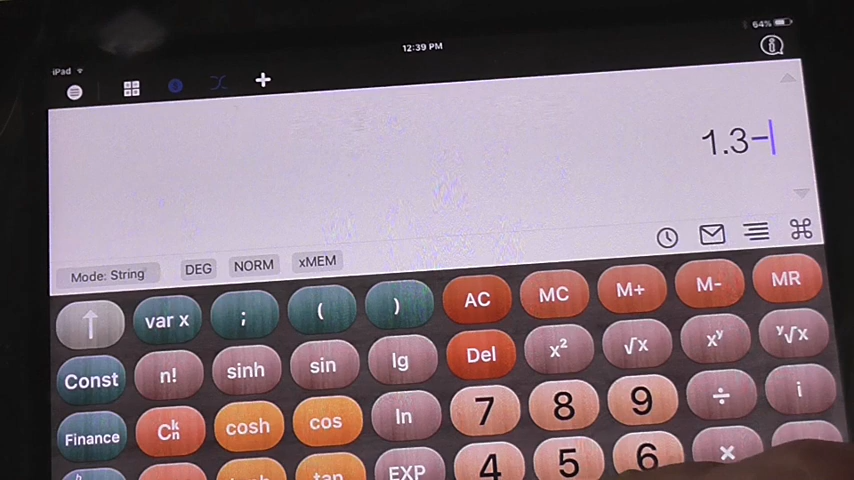 64%
12:39 PM
iPad
1.3−
Mode: String DEG NORM xMEM
↑ var x ; ( ) AC MC M+ M- MR
Const n! sinh sin lg Del x² √x xʸ ʸ√x
Finance Cₙᵏ cosh cos ln 7 8 9 ÷ i
tan EXP 4 5 6 ×